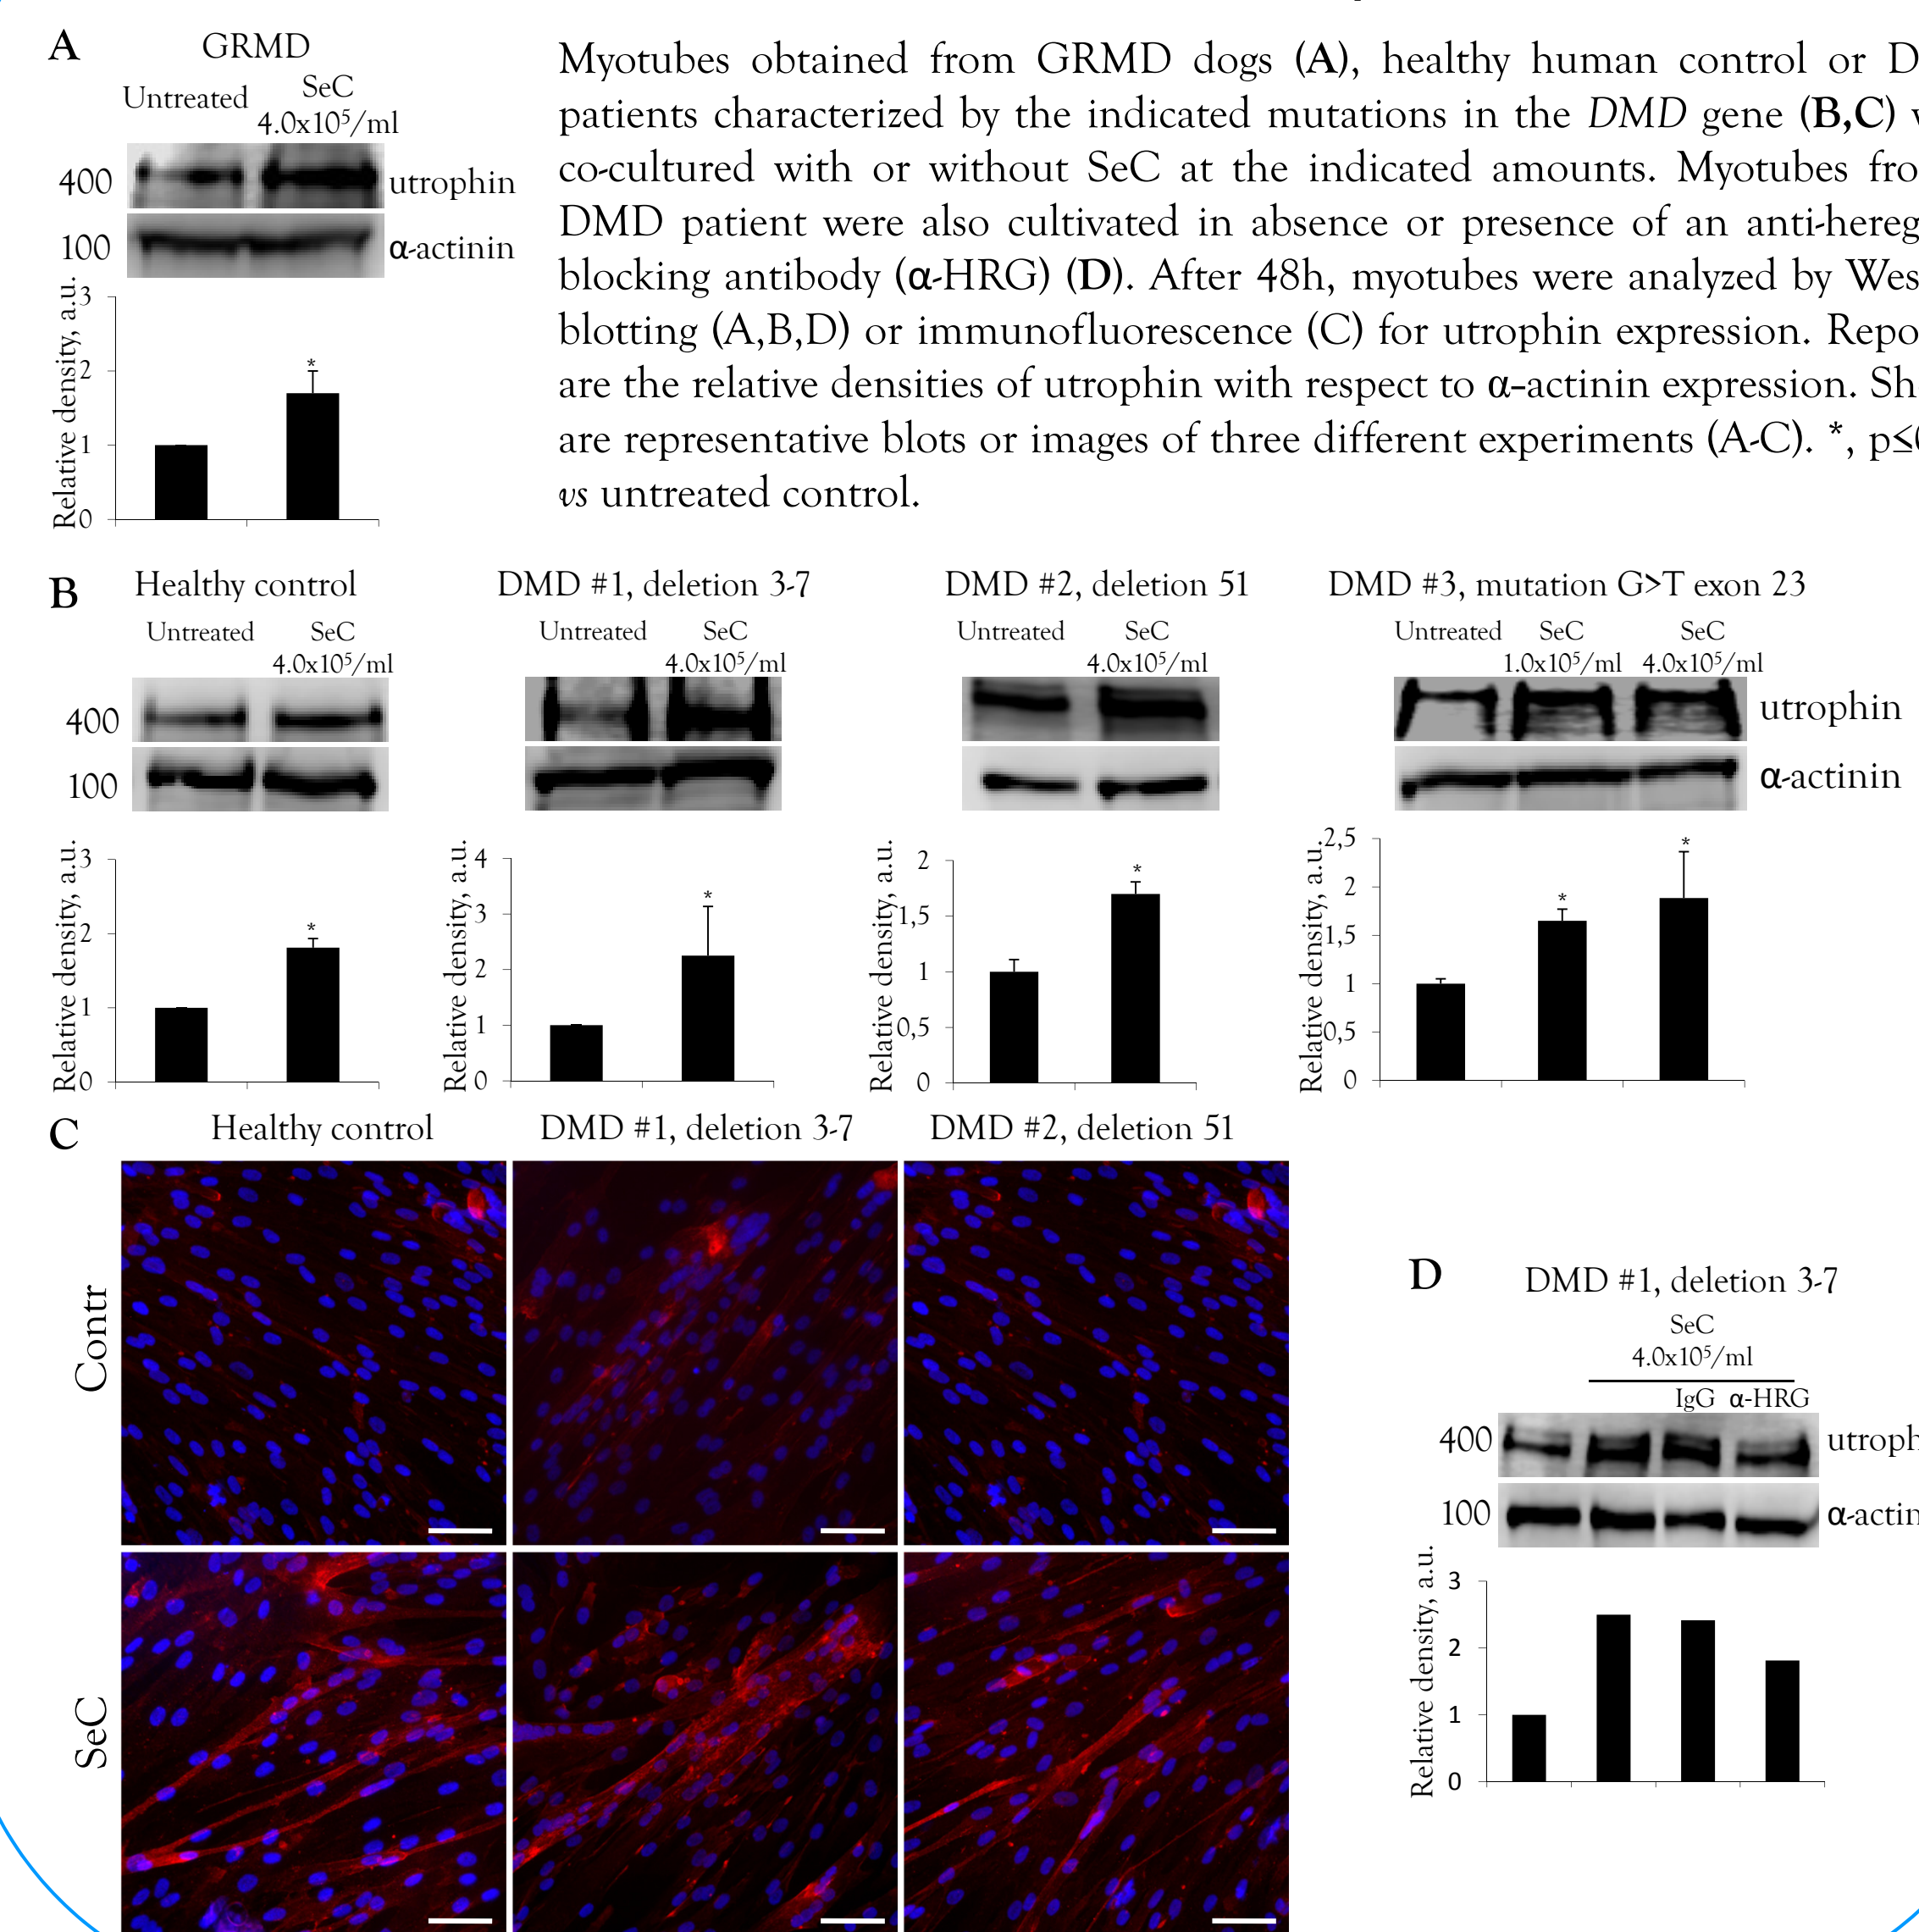 A
GRMD
Untreated
SeC
4.0x10⁵/ml
400
utrophin
100
α-actinin
Relative density, a.u.
3
2
1
0
*
Myotubes obtained from GRMD dogs (A), healthy human control or
patients characterized by the indicated mutations in the DMD gene (B,C)
co-cultured with or without SeC at the indicated amounts. Myotubes
DMD patient were also cultivated in absence or presence of an
blocking antibody (α-HRG) (D). After 48h, myotubes were analyzed by
blotting (A,B,D) or immunofluorescence (C) for utrophin expression.
are the relative densities of utrophin with respect to α-actinin expression.
are representative blots or images of three different experiments (A-C). *,
vs untreated control.
B
Healthy control
Untreated
SeC
4.0x10⁵/ml
400
100
Relative density, a.u.
3
2
1
0
*
DMD #1, deletion 3-7
Untreated
SeC
4.0x10⁵/ml
Relative density, a.u.
4
3
2
1
0
*
DMD #2, deletion 51
Untreated
SeC
4.0x10⁵/ml
Relative density, a.u.
2
1,5
1
0,5
0
*
DMD #3, mutation G>T exon 23
Untreated
SeC
1.0x10⁵/ml
SeC
4.0x10⁵/ml
utrophin
α-actinin
Relative density, a.u.
2,5
2
1,5
1
0,5
0
*
*
C
Healthy control
DMD #1, deletion 3-7
DMD #2, deletion 51
Contr
SeC
D
DMD #1, deletion 3-7
SeC
4.0x10⁵/ml
IgG α-HRG
400
100
Relative density, a.u.
3
2
1
0